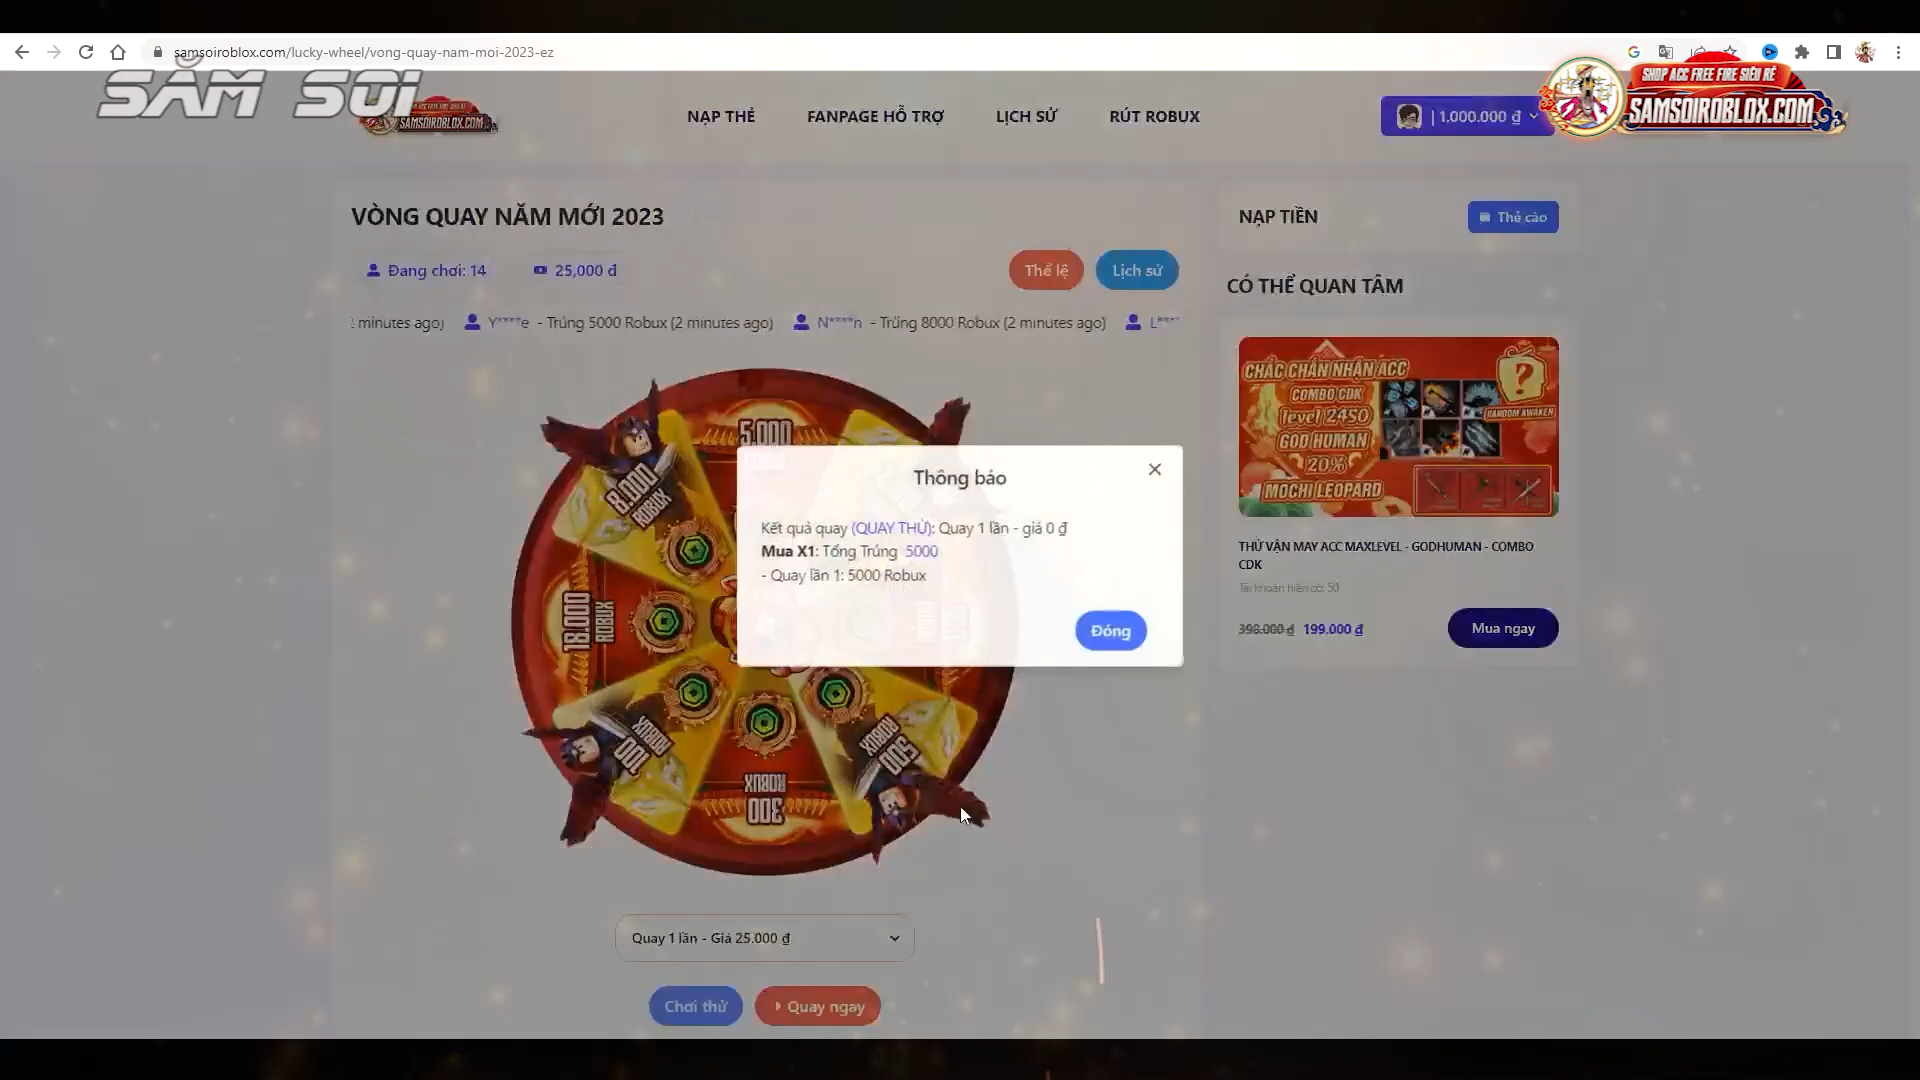 samsoiroblox.com/lucky-wheel/vong-quay-nam-moi-2023-ez
SẮM SOI
SAMSOIROBLOX.COM
NẠP THẺ
FANPAGE HỖ TRỢ
LỊCH SỬ
RÚT ROBUX
| 1.000.000 ₫
SHOP ACC FREE FIRE SIÊU RẺ
SAMSOIROBLOX.COM
VÒNG QUAY NĂM MỚI 2023
Đang chơi: 14
25,000 đ
Thể lệ
Lịch sử
minutes ago)
Y****e - Trúng 5000 Robux (2 minutes ago)
N****n - Trúng 8000 Robux (2 minutes ago)
L***
NẠP TIỀN
Thẻ cào
CÓ THỂ QUAN TÂM
CHẮC CHẮN NHẬN ACC
COMBO CDK
level 2450
GOD HUMAN
20%
MOCHI LEOPARD
RANDOM AWAKEN
THỬ VẬN MAY ACC MAXLEVEL - GODHUMAN - COMBO
CDK
Tài khoản hiện có: 50
398.000 ₫ 199.000 ₫
Mua ngay
5.000
8.000
ROBUX
18.000
ROBUX
100
ROBUX
300
ROBUX
500
ROBUX
Thông báo
Kết quả quay (QUAY THỬ): Quay 1 lần - giá 0 ₫
Mua X1: Tổng Trúng 5000
- Quay lần 1: 5000 Robux
Đóng
Quay 1 lần - Giá 25.000 ₫
Chơi thử
Quay ngay